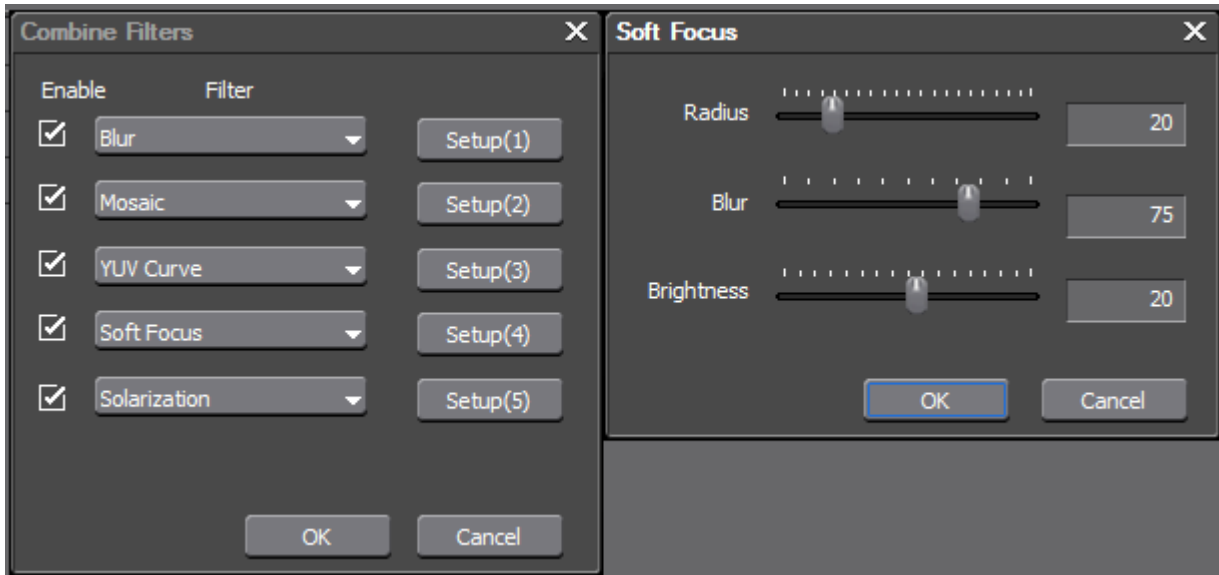 Combine Filters
Enable Filter
Blur Setup(1)
Mosaic Setup(2)
YUV Curve Setup(3)
Soft Focus Setup(4)
Solarization Setup(5)
OK Cancel
Soft Focus
Radius 20
Blur 75
Brightness 20
OK Cancel